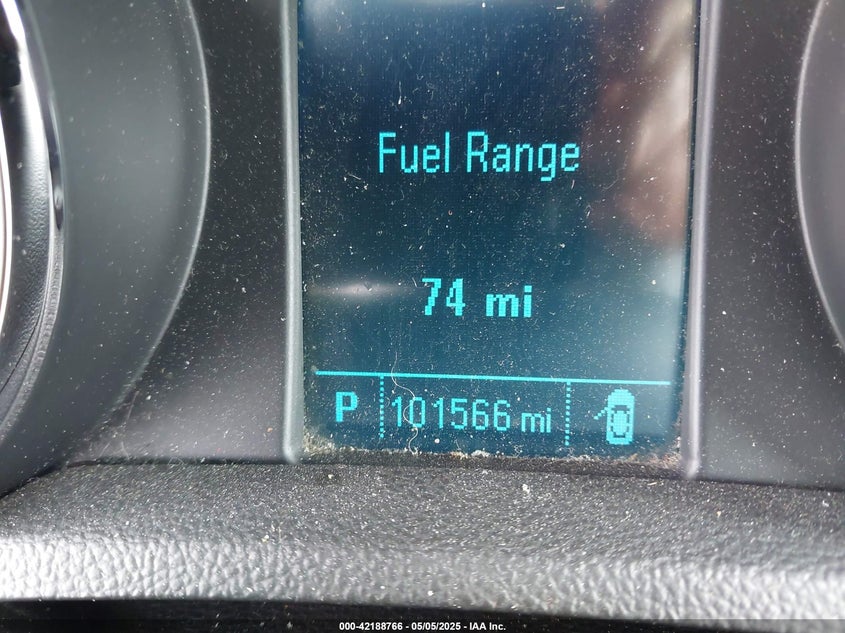 Fuel Range
74 mi
P 101566 mi
000-42188766 - 05/05/2025 - IAA Inc.